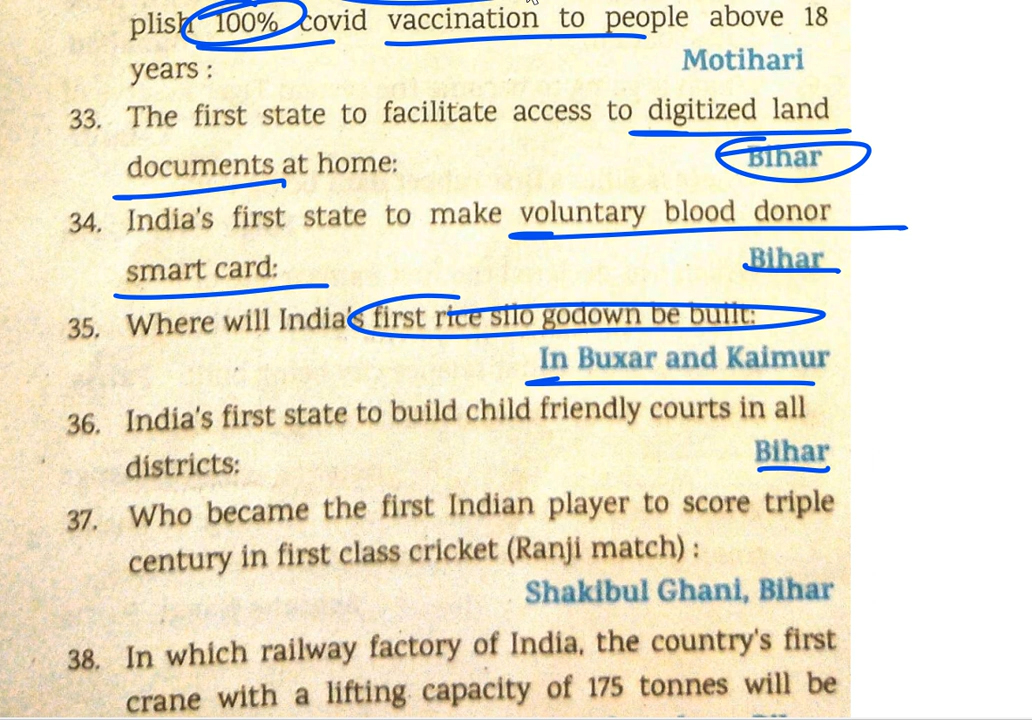 plish 100% covid vaccination to people above 18
years : Motihari
33. The first state to facilitate access to digitized land
documents at home: Bihar
34. India's first state to make voluntary blood donor
smart card: Bihar
35. Where will India's first rice silo godown be built:
In Buxar and Kaimur
36. India's first state to build child friendly courts in all
districts: Bihar
37. Who became the first Indian player to score triple
century in first class cricket (Ranji match) :
Shakibul Ghani, Bihar
38. In which railway factory of India, the country's first
crane with a lifting capacity of 175 tonnes will be